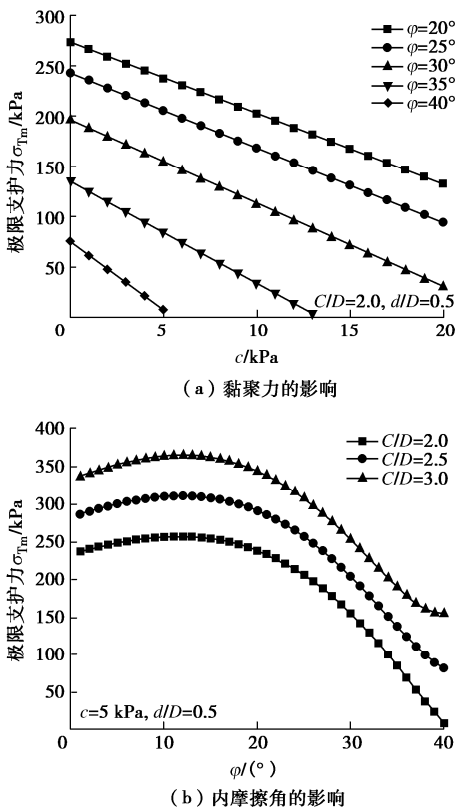 300
250
200
150
100
50
0
5
10
15
20
极限支护力σTm/kPa
φ=20°
φ=25°
φ=30°
φ=35°
φ=40°
C/D=2.0, d/D=0.5
c/kPa
(a) 黏聚力的影响
400
350
300
250
200
150
100
50
0
10
20
30
40
极限支护力σTm/kPa
C/D=2.0
C/D=2.5
C/D=3.0
c=5 kPa, d/D=0.5
φ/(°)
(b) 内摩擦角的影响